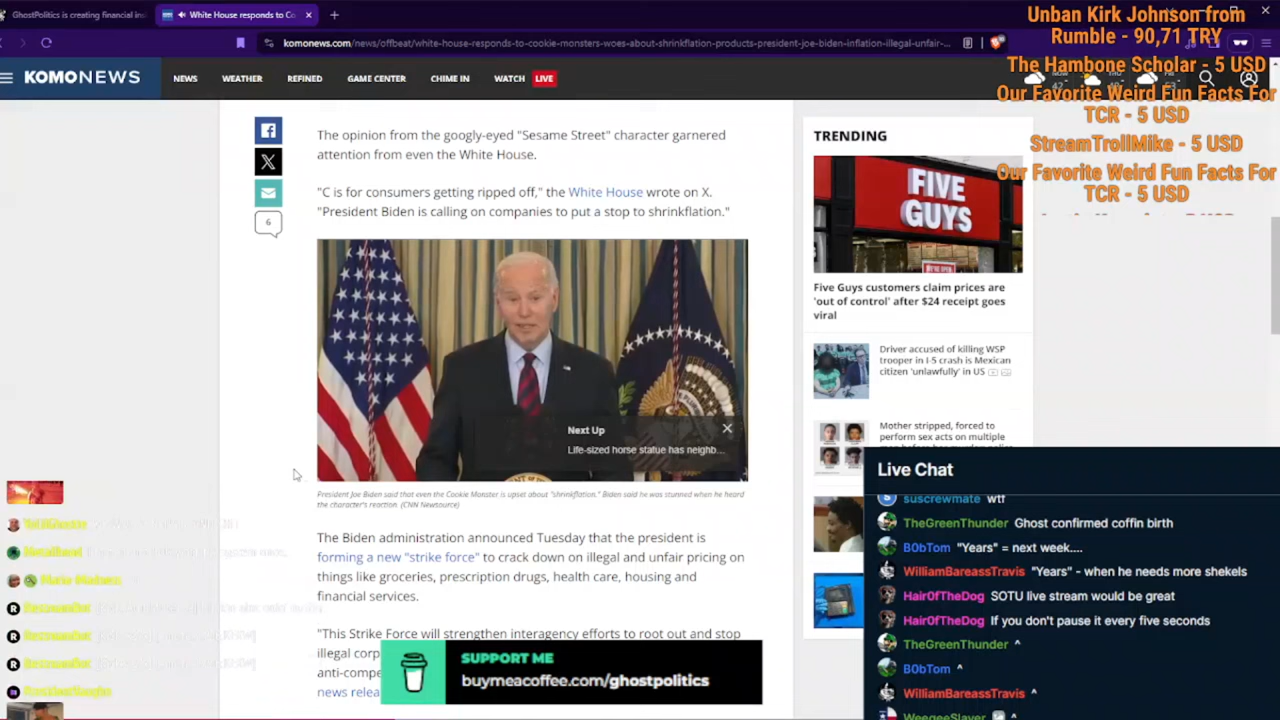 GhostPolitics is creating financial ins
White House responds to Co
komonews.com/news/offbeat/white-house-responds-to-cookie-monsters-woes-about-shrinkflation-products-president-joe-biden-inflation-illegal-unfair-...
Unban Kirk Johnson from
Rumble - 90,71 TRY
The Hambone Scholar - 5 USD
Our Favorite Weird Fun Facts For
TCR - 5 USD
StreamTrollMike - 5 USD
Our Favorite Weird Fun Facts For
TCR - 5 USD
KOMONEWS
NEWS
WEATHER
REFINED
GAME CENTER
CHIME IN
WATCH
LIVE
The opinion from the googly-eyed "Sesame Street" character garnered
attention from even the White House.
"C is for consumers getting ripped off," the White House wrote on X.
"President Biden is calling on companies to put a stop to shrinkflation."
6
Next Up
Life-sized horse statue has neighb...
President Joe Biden said that even the Cookie Monster is upset about "shrinkflation." Biden said he was stunned when he heard
the character's reaction. (CNN Newsource)
The Biden administration announced Tuesday that the president is
forming a new "strike force" to crack down on illegal and unfair pricing on
things like groceries, prescription drugs, health care, housing and
financial services.
"This Strike Force will strengthen interagency efforts to root out and stop
illegal corp
anti-compe
news relea
SUPPORT ME
buymeacoffee.com/ghostpolitics
TRENDING
FIVE
GUYS
Five Guys customers claim prices are
'out of control' after $24 receipt goes
viral
Driver accused of killing WSP
trooper in I-5 crash is Mexican
citizen 'unlawfully' in US
Mother stripped, forced to
perform sex acts on multiple
Live Chat
suscrewmate wtf
TheGreenThunder Ghost confirmed coffin birth
B0bTom "Years" = next week....
WilliamBareassTravis "Years" - when he needs more shekels
Hair0fTheDog SOTU live stream would be great
Hair0fTheDog If you don't pause it every five seconds
TheGreenThunder ^
B0bTom ^
WilliamBareassTravis ^
WeegeeSlayer